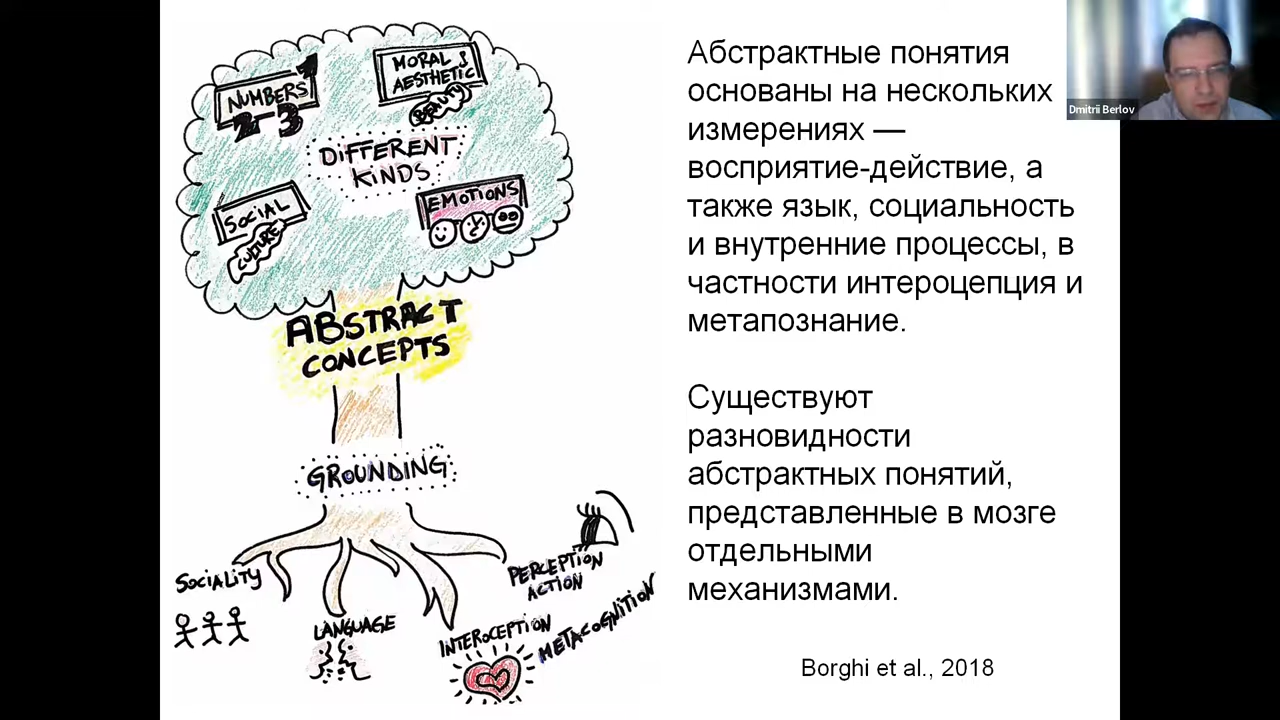 NUMBERS
1
2 3
MORAL &
AESTHETIC
BEAUTY
DIFFERENT
KINDS
SOCIAL
CULTURE
EMOTIONS
ABSTRACT
CONCEPTS
GROUNDING
SOCIALITY
LANGUAGE
INTEROCEPTION
METACOGNITION
PERCEPTION
ACTION
Абстрактные понятия
основаны на нескольких
измерениях —
восприятие-действие, а
также язык, социальность
и внутренние процессы, в
частности интероцепция и
метапознание.
Существуют
разновидности
абстрактных понятий,
представленные в мозге
отдельными
механизмами.
Borghi et al., 2018
Dmitrii Berlov